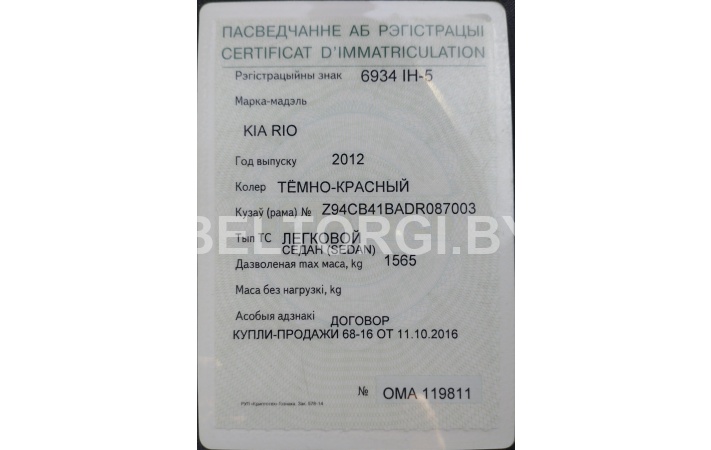 ПАСВЕДЧАННЕ АБ РЭГІСТРАЦЫІ
CERTIFICAT D'IMMATRICULATION
Рэгістрацыйны знак 6934 IH-5
Марка-мадэль
KIA RIO
Год выпуску 2012
Колер ТЁМНО-КРАСНЫЙ
Кузаў (рама) № Z94CB41BADR087003
BELTORGI.BY
Тып ТС ЛЕГКОВОЙ
СЕДАН (SEDAN)
Дазволеная max маса, kg 1565
Маса без нагрузкі, kg
Асобыя адзнакі ДОГОВОР
КУПЛИ-ПРОДАЖИ 68-16 ОТ 11.10.2016
№ OMA 119811